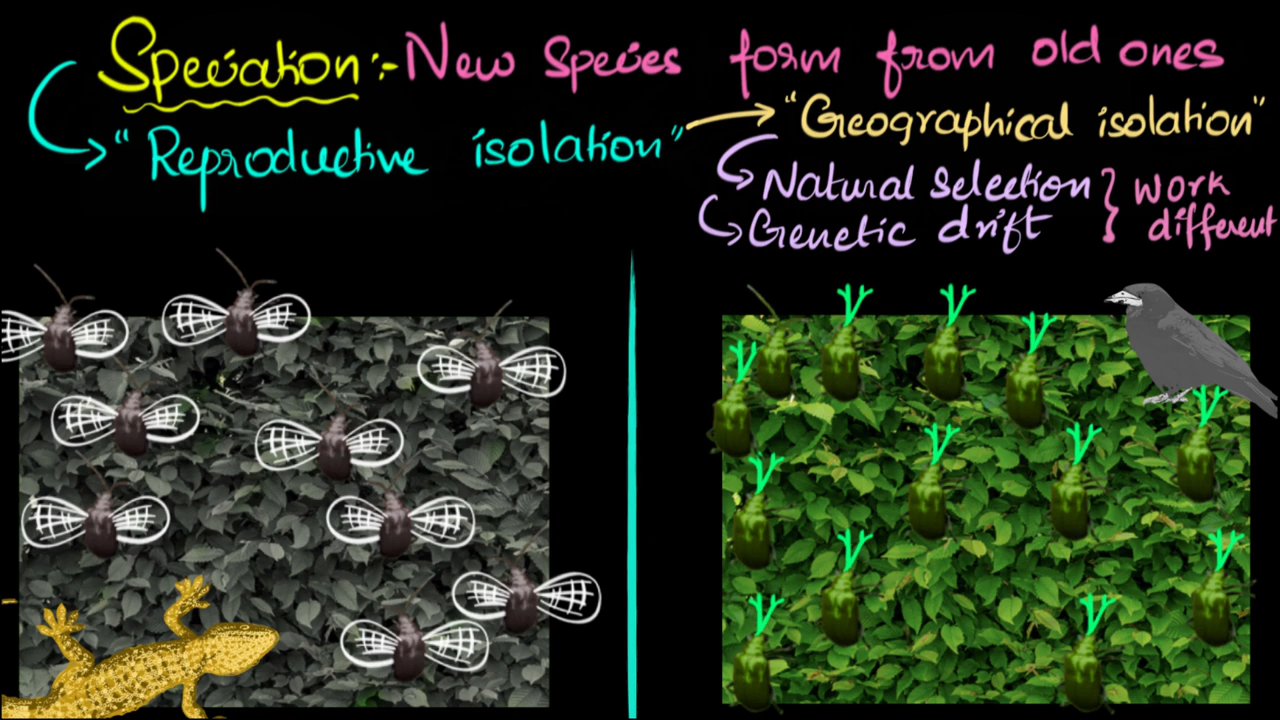 Speciation :- New Species form from old ones
"Reproductive isolation" → "Geographical isolation"
Natural selection
Genetic drift } work different